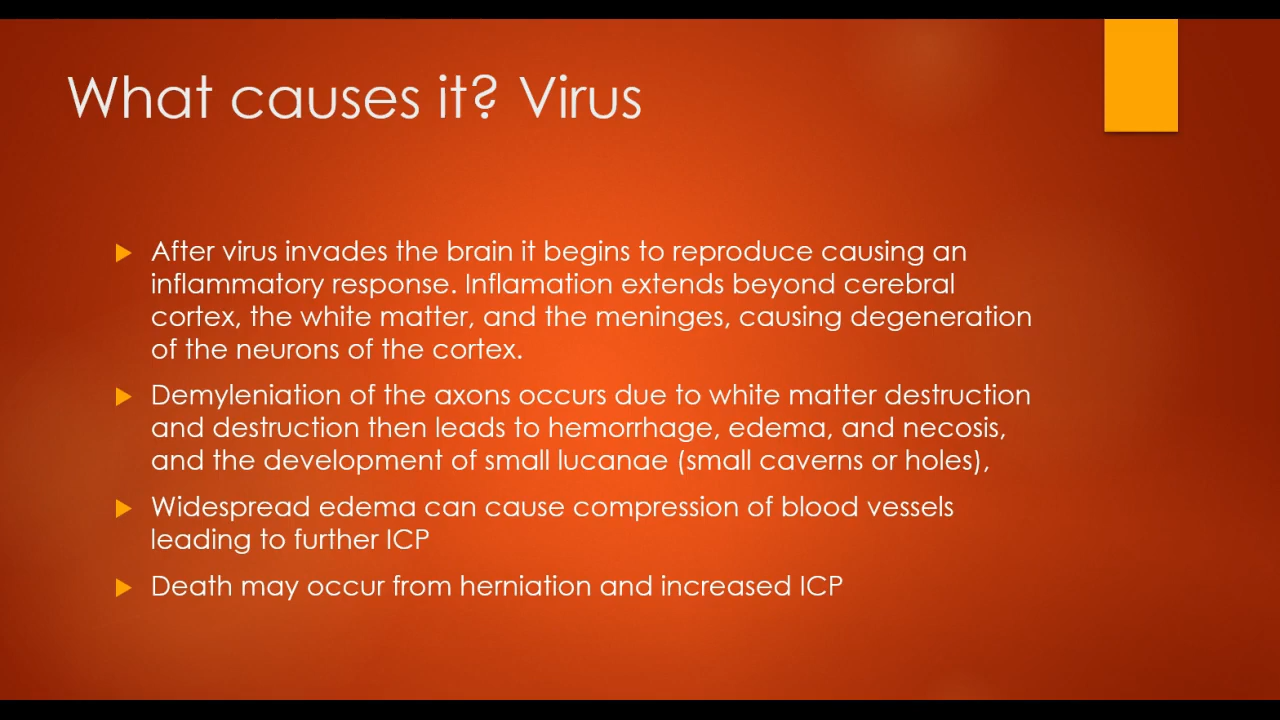 What causes it? Virus
After virus invades the brain it begins to reproduce causing an
inflammatory response. Inflamation extends beyond cerebral
cortex, the white matter, and the meninges, causing degeneration
of the neurons of the cortex.
Demyleniation of the axons occurs due to white matter destruction
and destruction then leads to hemorrhage, edema, and necosis,
and the development of small lucanae (small caverns or holes),
Widespread edema can cause compression of blood vessels
leading to further ICP
Death may occur from herniation and increased ICP